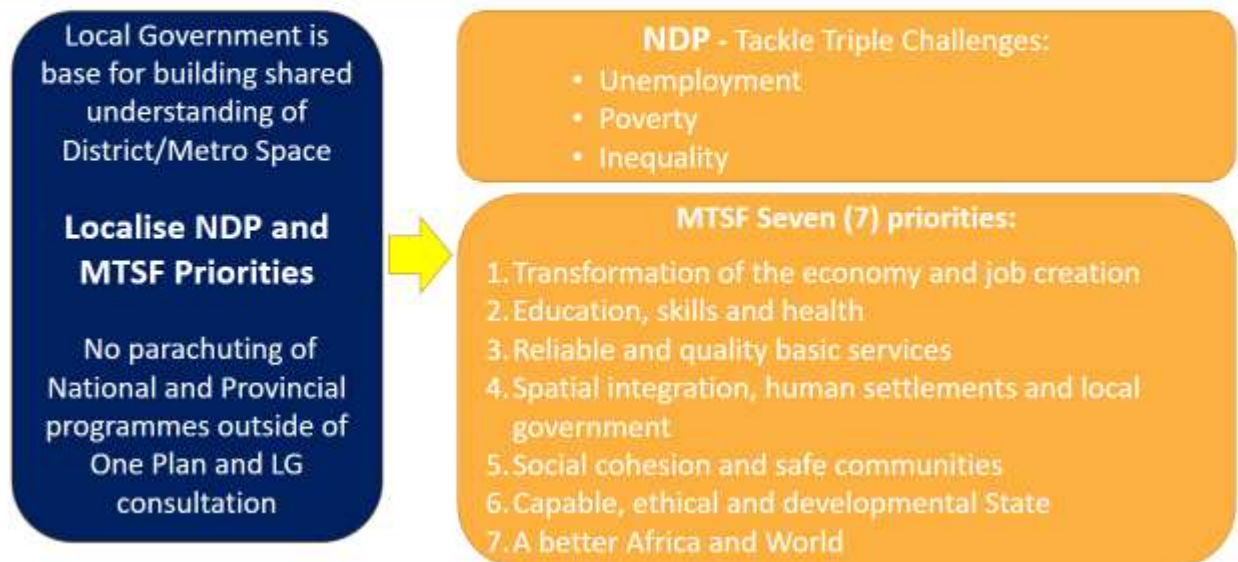 Local Government is
base for building shared
understanding of
District/Metro Space
Localise NDP and
MTSF Priorities
No parachuting of
National and Provincial
programmes outside of
One Plan and LG
consultation
NDP - Tackle Triple Challenges:
• Unemployment
• Poverty
• Inequality
MTSF Seven (7) priorities:
1. Transformation of the economy and job creation
2. Education, skills and health
3. Reliable and quality basic services
4. Spatial integration, human settlements and local
government
5. Social cohesion and safe communities
6. Capable, ethical and developmental State
7. A better Africa and World